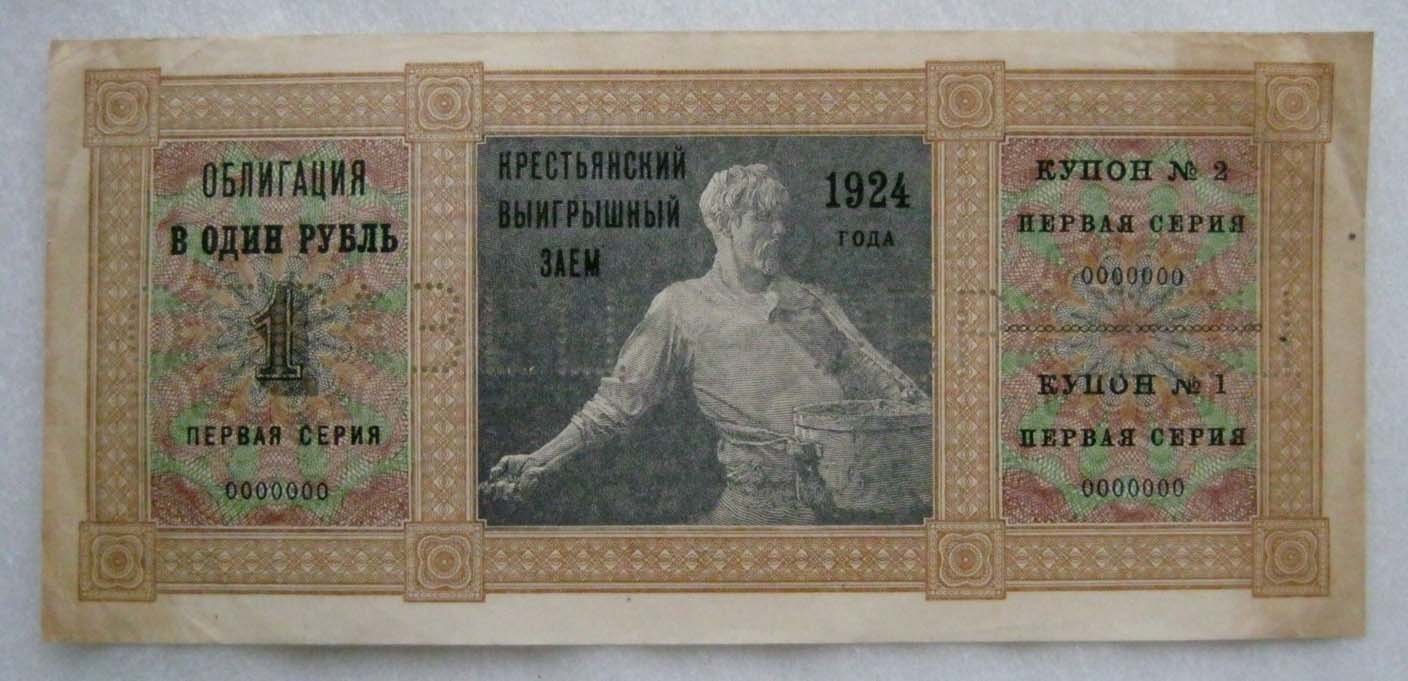 ОБЛИГАЦИЯ
В ОДИН РУБЛЬ
1
ПЕРВАЯ СЕРИЯ
0000000
КРЕСТЬЯНСКИЙ
ВЫИГРЫШНЫЙ
ЗАЕМ
1924
ГОДА
КУПОН № 2
ПЕРВАЯ СЕРИЯ
0000000
КУПОН № 1
ПЕРВАЯ СЕРИЯ
0000000